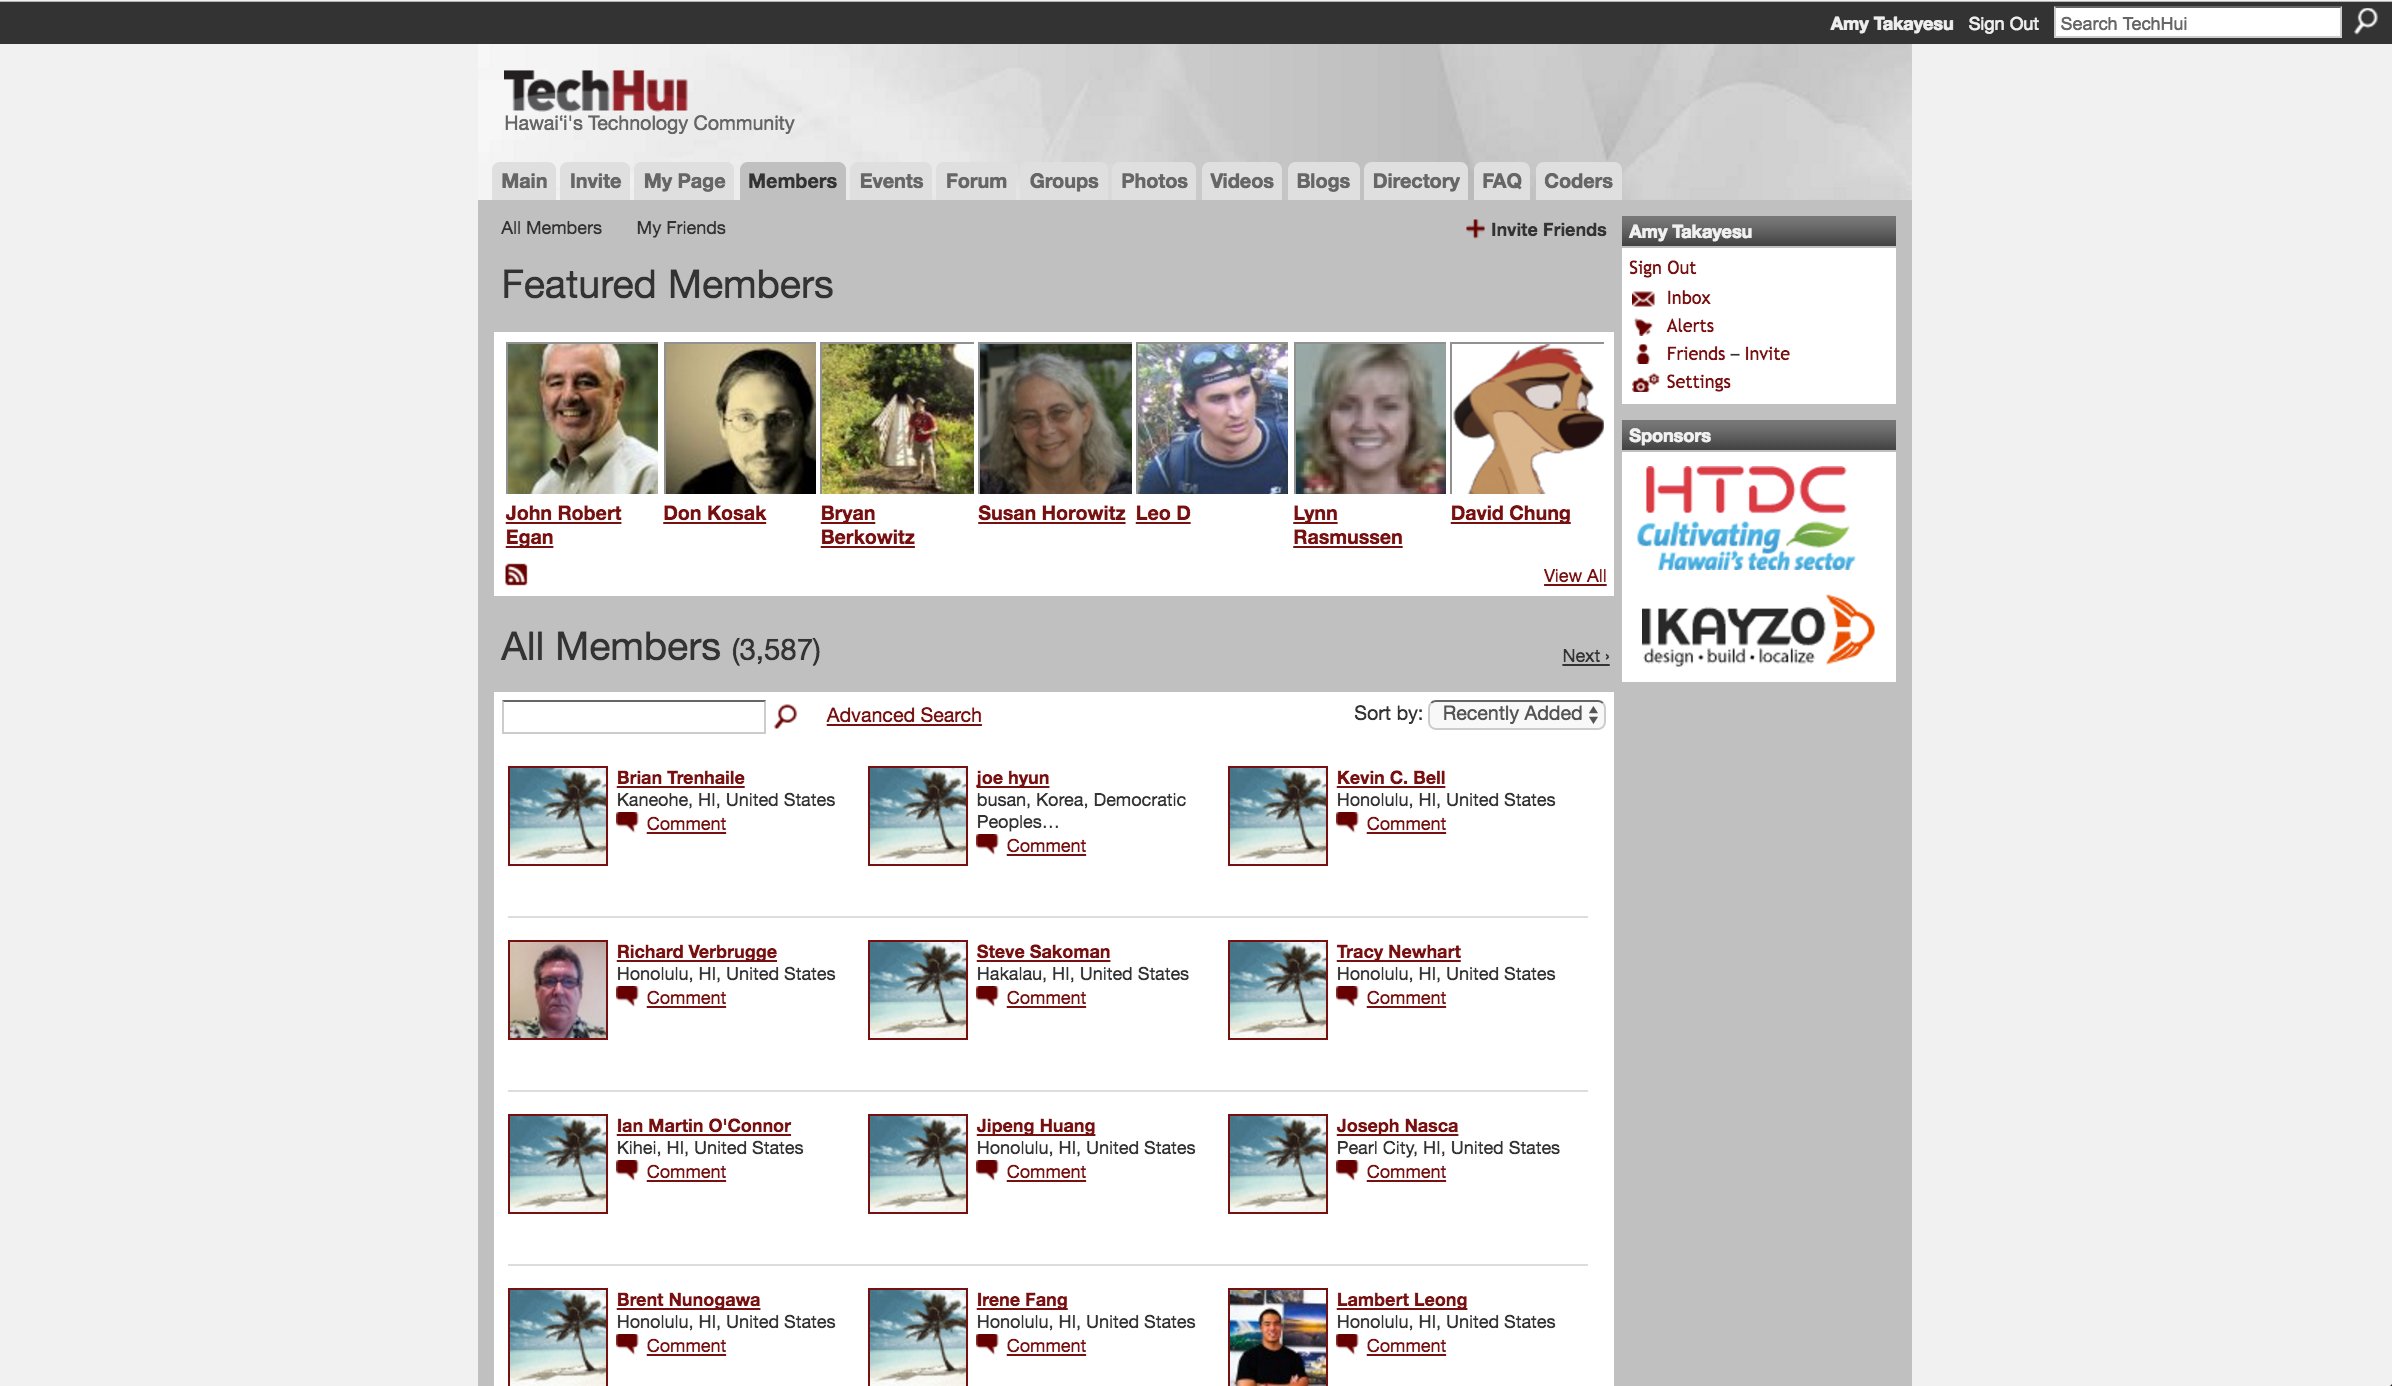 Amy Takayesu Sign Out Search TechHui
TechHui
Hawai‘i's Technology Community
Main Invite My Page Members Events Forum Groups Photos Videos Blogs Directory FAQ Coders
All Members My Friends + Invite Friends
Featured Members
John Robert Egan
Don Kosak
Bryan Berkowitz
Susan Horowitz
Leo D
Lynn Rasmussen
David Chung
View All
All Members (3,587)
Next ›
Advanced Search
Sort by: Recently Added
Brian Trenhaile
Kaneohe, HI, United States
Comment
joe hyun
busan, Korea, Democratic
Peoples…
Comment
Kevin C. Bell
Honolulu, HI, United States
Comment
Richard Verbrugge
Honolulu, HI, United States
Comment
Steve Sakoman
Hakalau, HI, United States
Comment
Tracy Newhart
Honolulu, HI, United States
Comment
Ian Martin O'Connor
Kihei, HI, United States
Comment
Jipeng Huang
Honolulu, HI, United States
Comment
Joseph Nasca
Pearl City, HI, United States
Comment
Brent Nunogawa
Honolulu, HI, United States
Comment
Irene Fang
Honolulu, HI, United States
Comment
Lambert Leong
Honolulu, HI, United States
Comment
Amy Takayesu
Sign Out
Inbox
Alerts
Friends – Invite
Settings
Sponsors
HTDC
Cultivating
Hawaii's tech sector
IKAYZO
design • build • localize